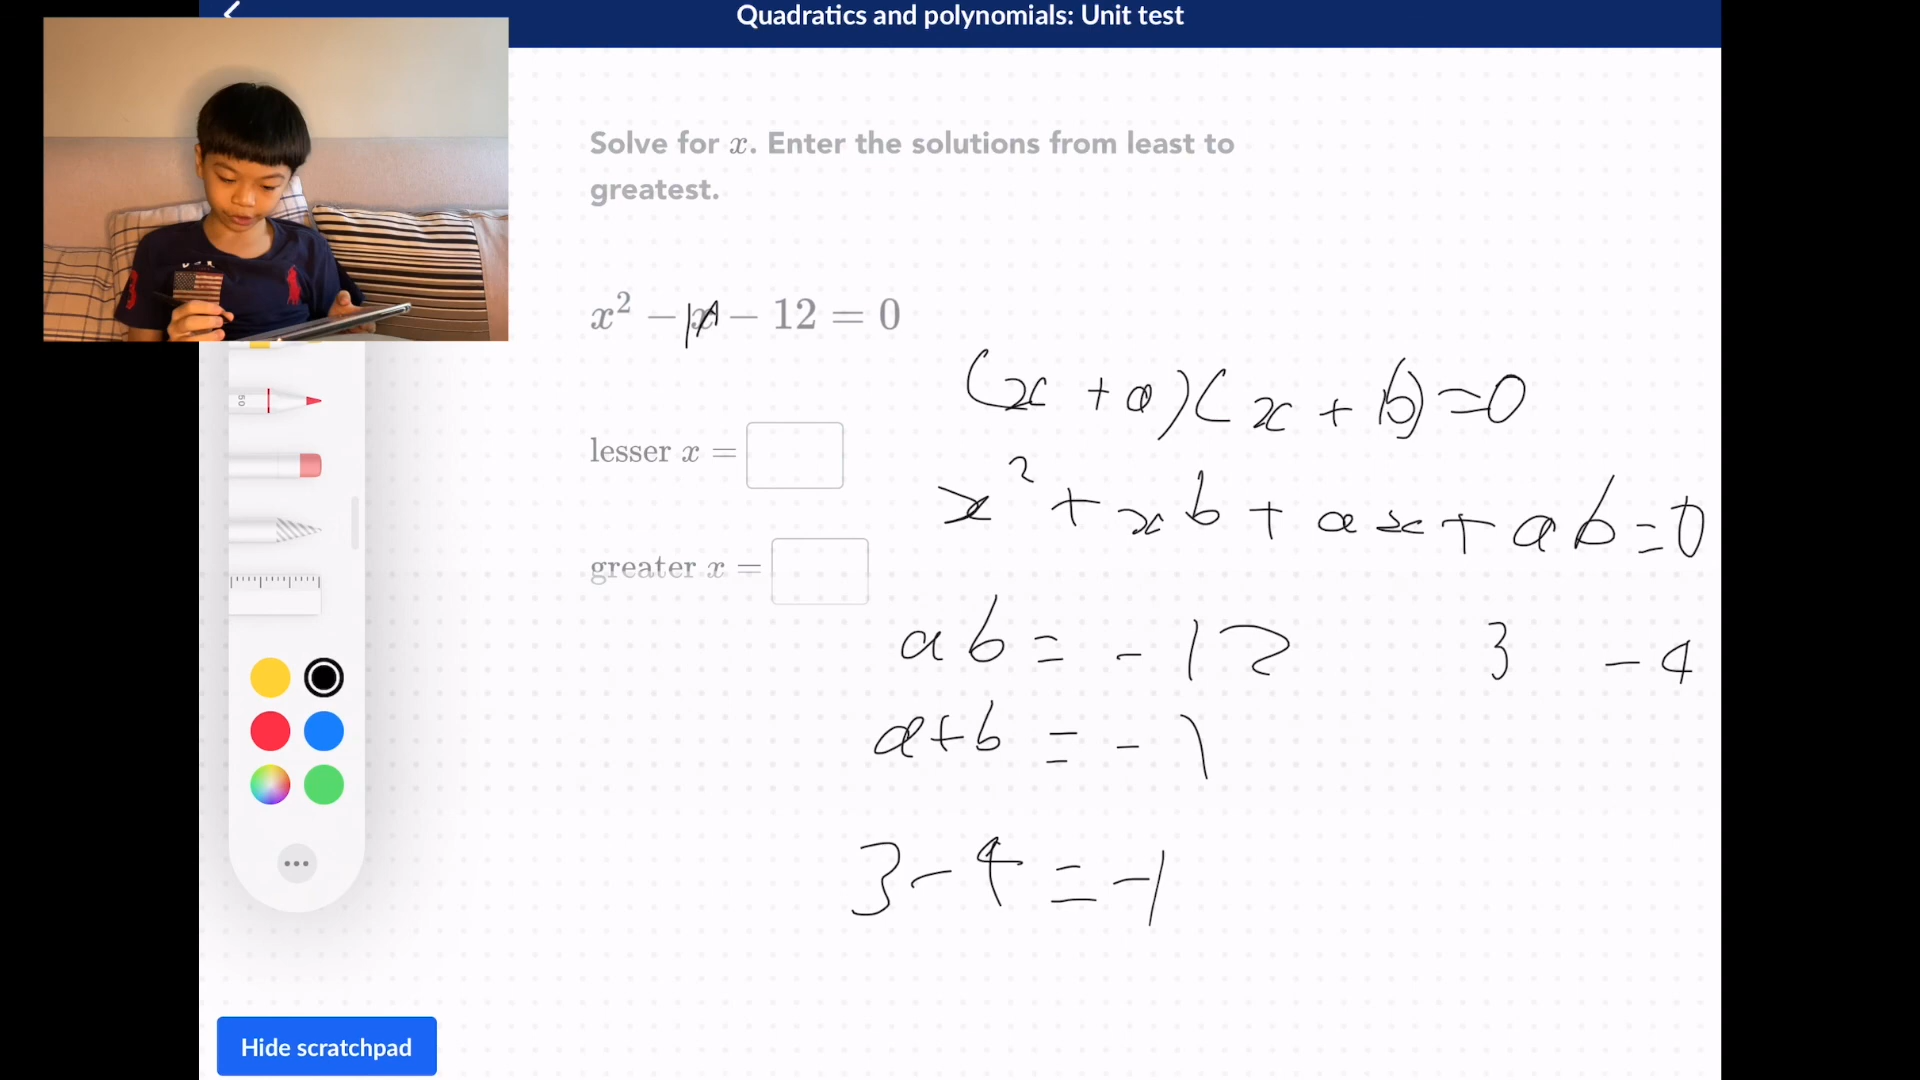 Quadratics and polynomials: Unit test
Solve for x. Enter the solutions from least to
greatest.
x² − x − 12 = 0
(x + a)(x + b) = 0
lesser x =
x² + xb + ax + ab = 0
greater x =
ab = - 12 3 - 4
a+b = - 1
3 - 4 = -1
50
Hide scratchpad